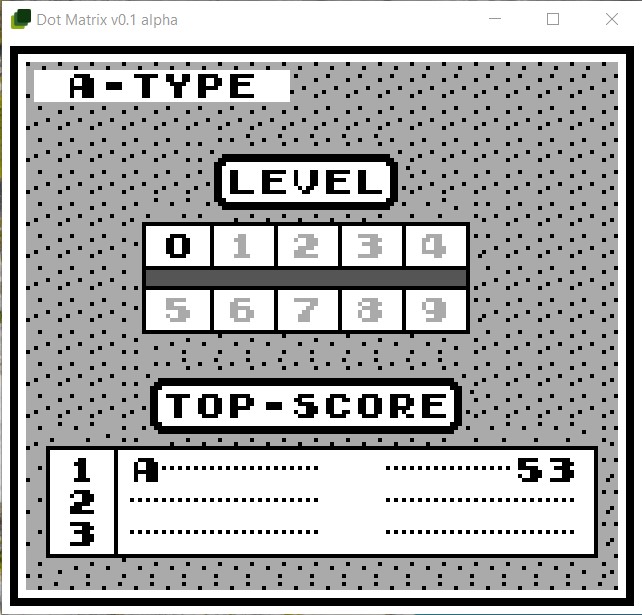 Dot Matrix v0.1 alpha
A-TYPE
LEVEL
0 1 2 3 4
5 6 7 8 9
TOP-SCORE
1 A 53
2
3